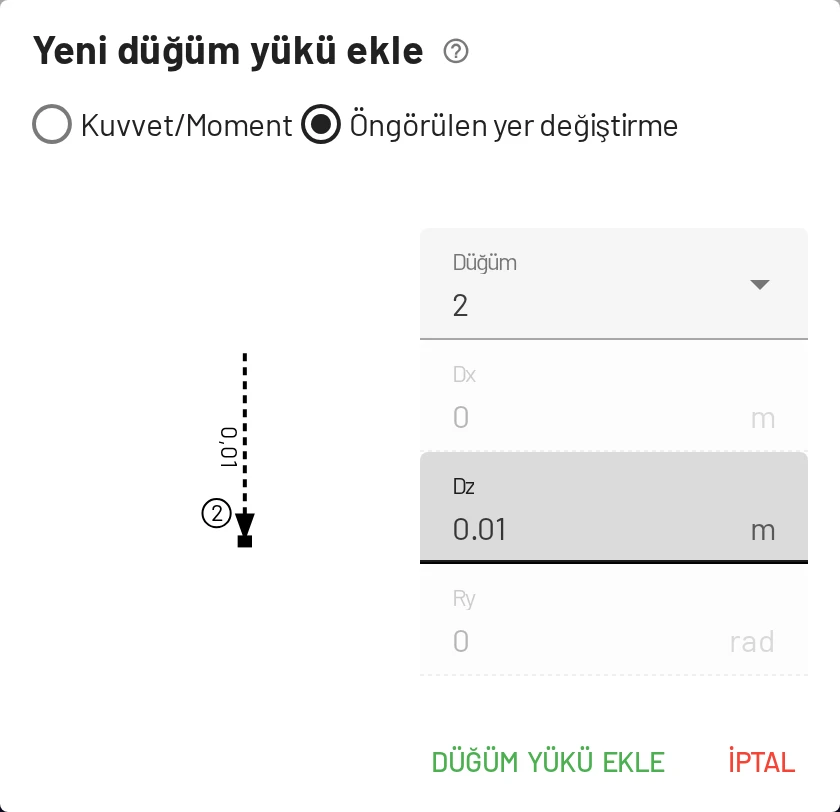 Yeni düğüm yükü ekle ?
Kuvvet/Moment Öngörülen yer değiştirme
Düğüm
2
Dx
0 m
0,01
2
Dz
0.01 m
Ry
0 rad
DÜĞÜM YÜKÜ EKLE İPTAL